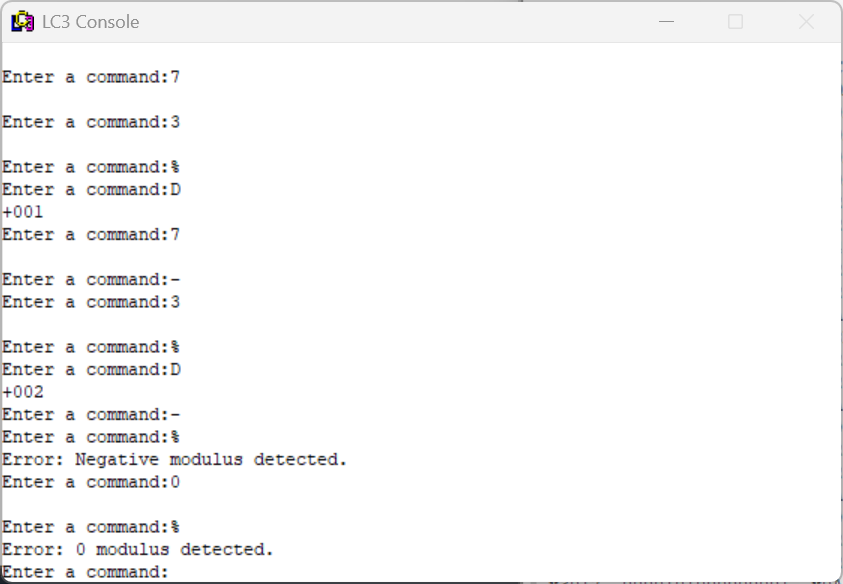 LC3 Console
Enter a command:7
Enter a command:3
Enter a command:%
Enter a command:D
+001
Enter a command:7
Enter a command:-
Enter a command:3
Enter a command:%
Enter a command:D
+002
Enter a command:-
Enter a command:%
Error: Negative modulus detected.
Enter a command:0
Enter a command:%
Error: 0 modulus detected.
Enter a command: